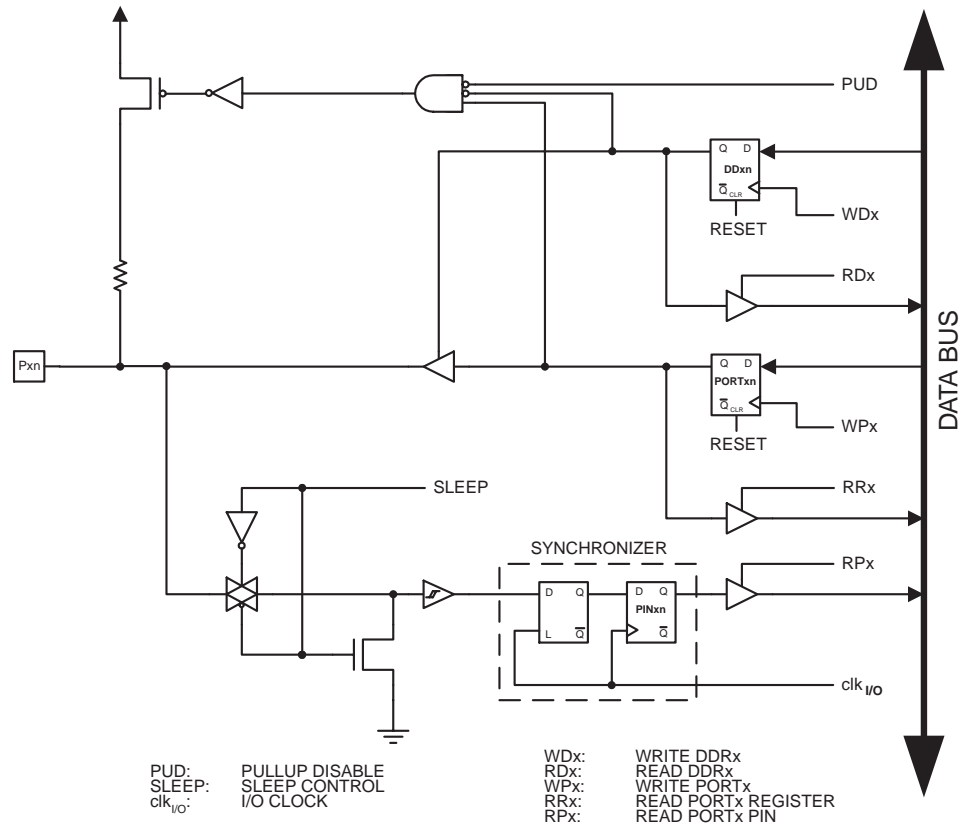 PUD
Q D
DDxn
Q CLR
WDx
RESET
RDx
Pxn
Q D
PORTxn
Q CLR
WPx
RESET
DATA BUS
SLEEP
RRx
SYNCHRONIZER
RPx
D Q
D Q
PINxn
L Q
Q
clk I/O
PUD: PULLUP DISABLE
SLEEP: SLEEP CONTROL
clkI/O: I/O CLOCK
WDx: WRITE DDRx
RDx: READ DDRx
WPx: WRITE PORTx
RRx: READ PORTx REGISTER
RPx: READ PORTx PIN